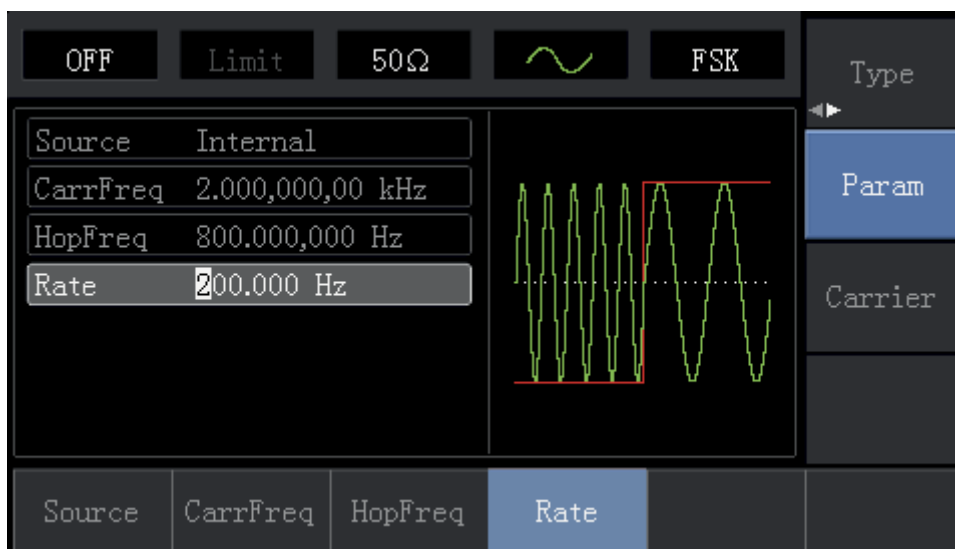 OFF Limit 50Ω FSK
Type
Source Internal
CarrFreq 2.000,000,00 kHz
HopFreq 800.000,000 Hz
Rate 200.000 Hz
Param
Carrier
Source CarrFreq HopFreq Rate